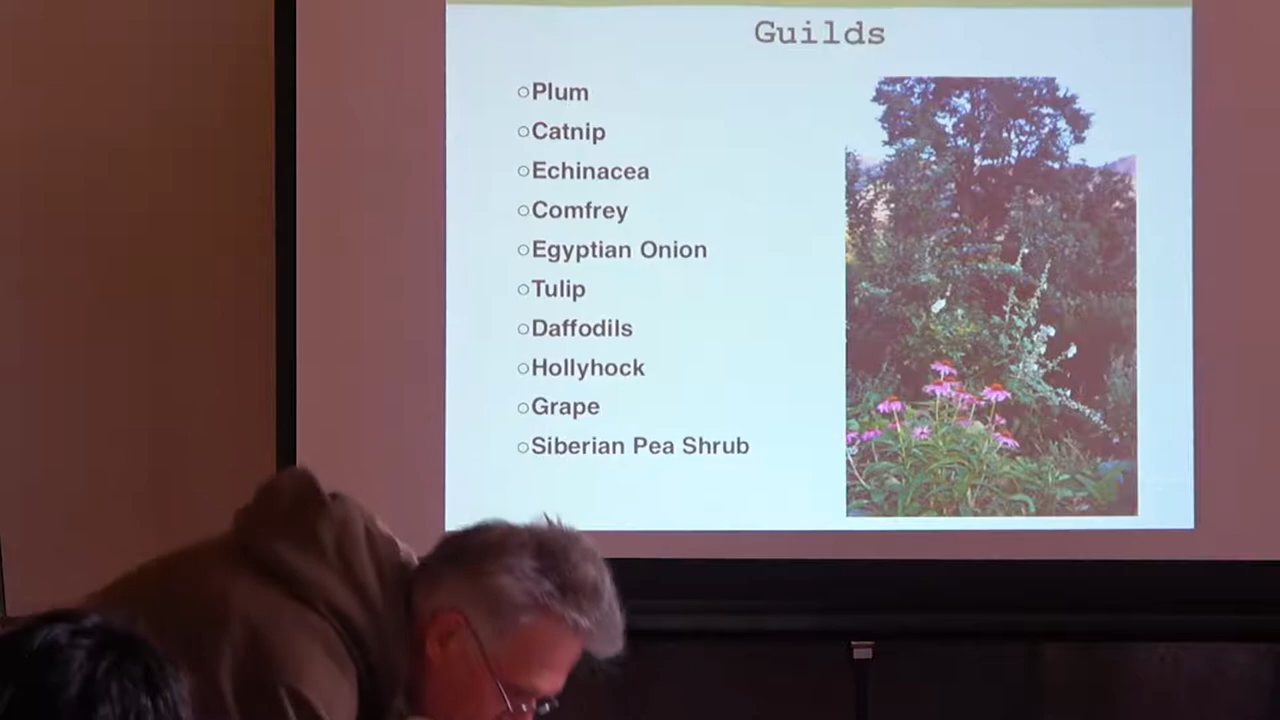 Guilds
Plum
Catnip
Echinacea
Comfrey
Egyptian Onion
Tulip
Daffodils
Hollyhock
Grape
Siberian Pea Shrub